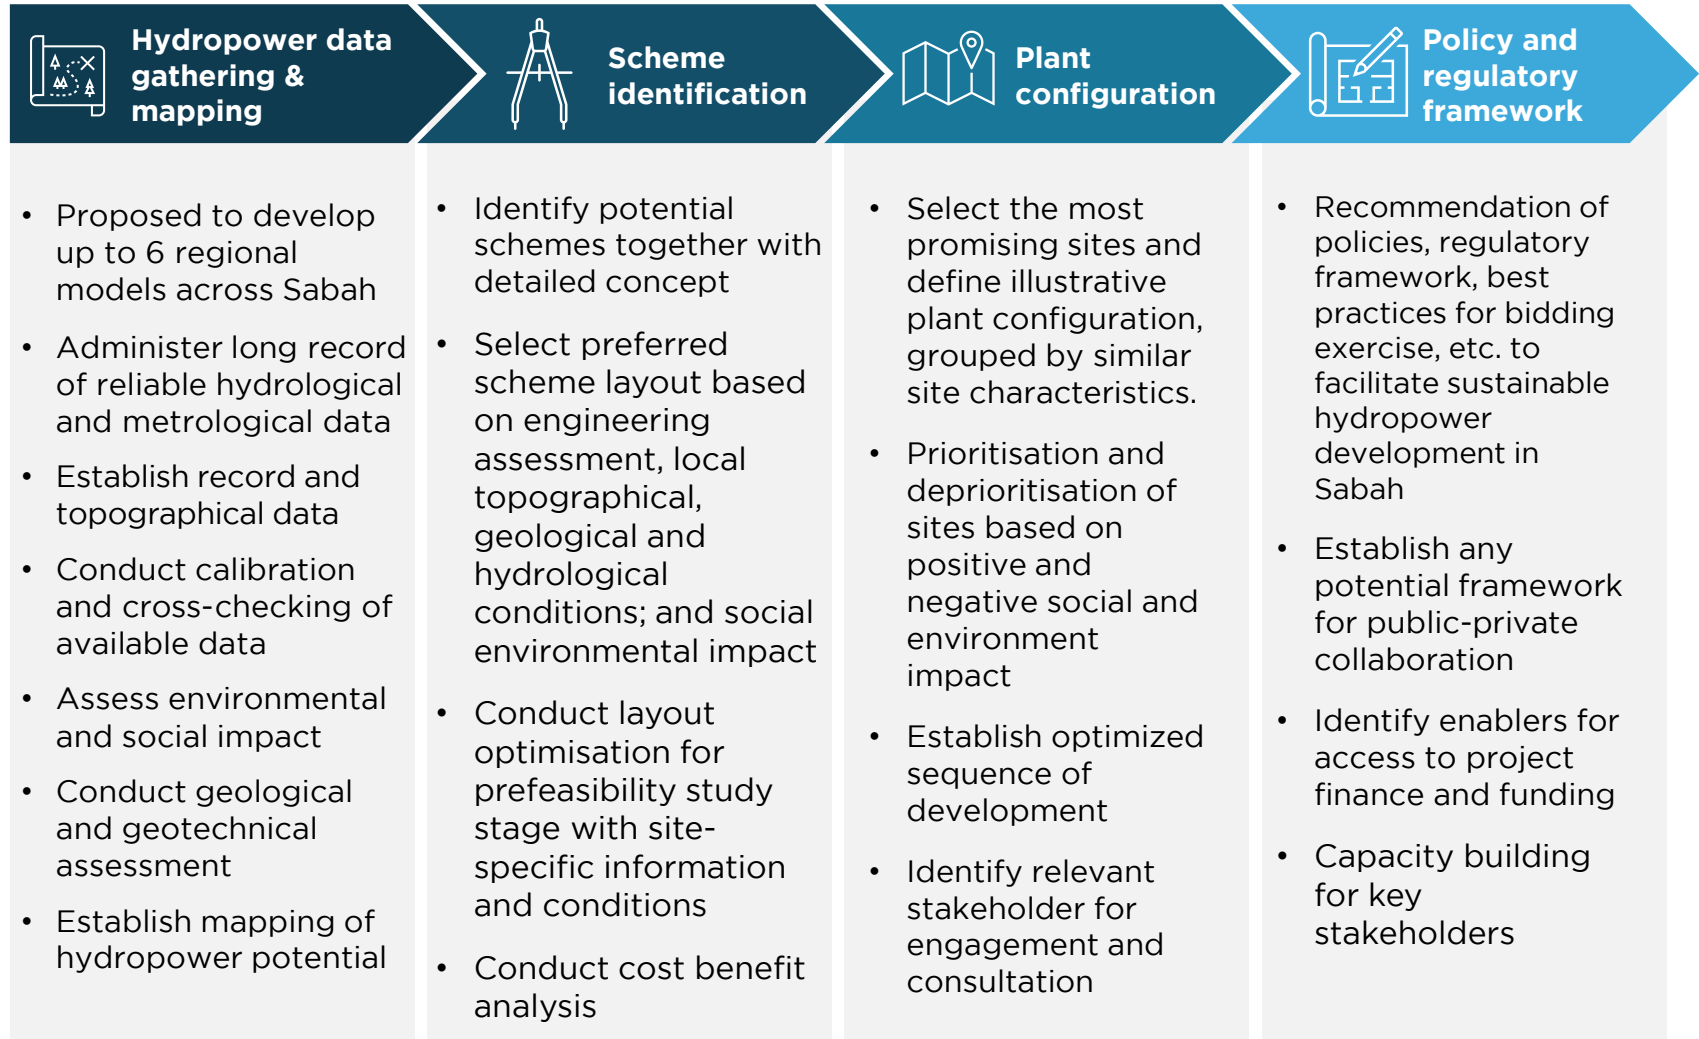 Hydropower data
gathering &
mapping
• Proposed to develop
up to 6 regional
models across Sabah
• Administer long record
of reliable hydrological
and metrological data
• Establish record and
topographical data
• Conduct calibration
and cross-checking of
available data
• Assess environmental
and social impact
• Conduct geological
and geotechnical
assessment
• Establish mapping of
hydropower potential
Scheme
identification
• Identify potential
schemes together with
detailed concept
• Select preferred
scheme layout based
on engineering
assessment, local
topographical,
geological and
hydrological
conditions; and social
environmental impact
• Conduct layout
optimisation for
prefeasibility study
stage with site-
specific information
and conditions
• Conduct cost benefit
analysis
Plant
configuration
• Select the most
promising sites and
define illustrative
plant configuration,
grouped by similar
site characteristics.
• Prioritisation and
deprioritisation of
sites based on
positive and
negative social and
environment
impact
• Establish optimized
sequence of
development
• Identify relevant
stakeholder for
engagement and
consultation
Policy and
regulatory
framework
• Recommendation of
policies, regulatory
framework, best
practices for bidding
exercise, etc. to
facilitate sustainable
hydropower
development in
Sabah
• Establish any
potential framework
for public-private
collaboration
• Identify enablers for
access to project
finance and funding
• Capacity building
for key
stakeholders